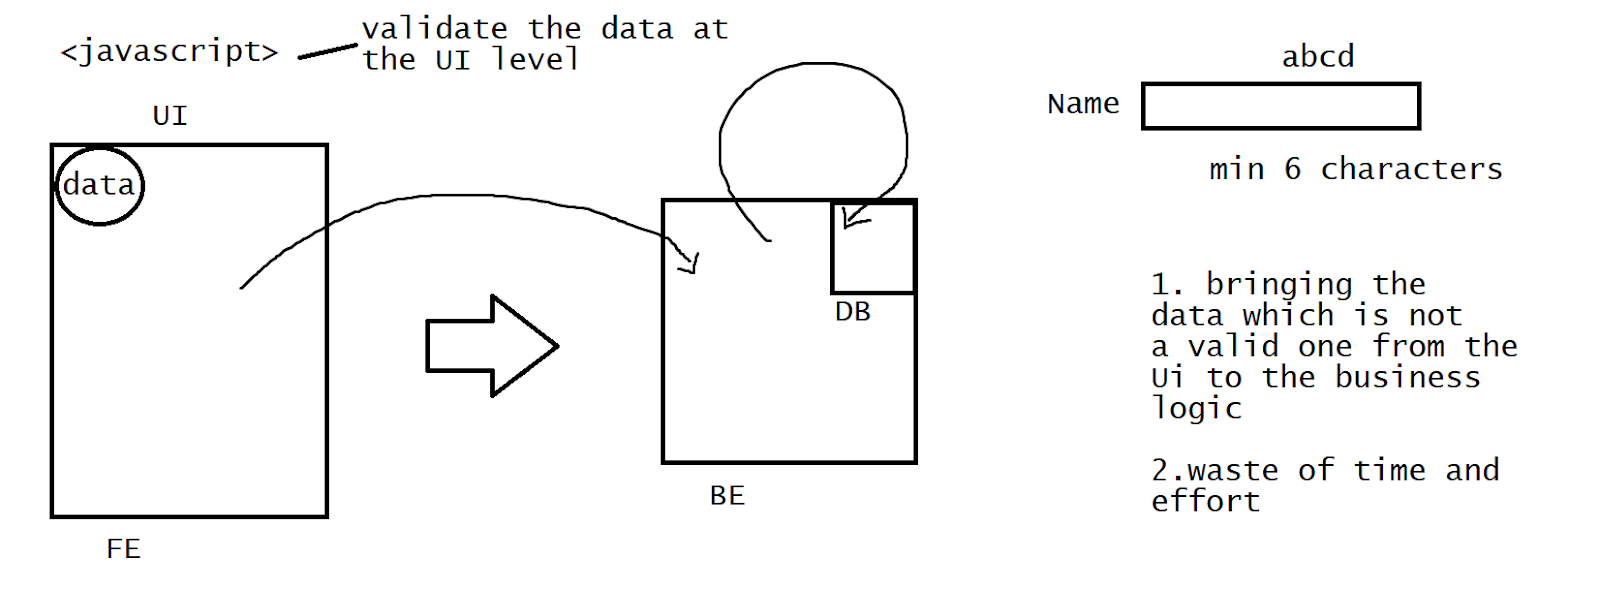 <javascript>
validate the data at
the UI level
UI
data
FE
BE
DB
abcd
Name
min 6 characters
1. bringing the
data which is not
a valid one from the
Ui to the business
logic
2.waste of time and
effort